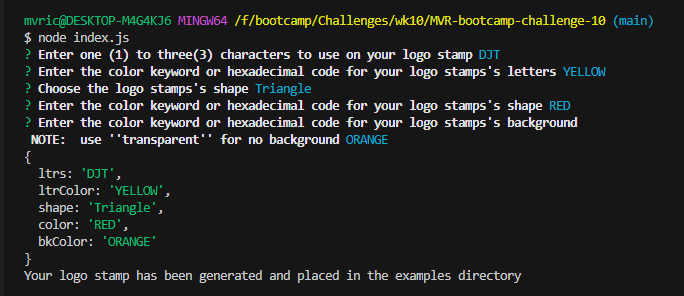 mvric@DESKTOP-M4G4KJ6 MINGW64 /f/bootcamp/Challenges/wk10/MVR-bootcamp-challenge-10 (main)
$ node index.js
? Enter one (1) to three(3) characters to use on your logo stamp DJT
? Enter the color keyword or hexadecimal code for your logo stamps's letters YELLOW
? Choose the logo stamps's shape Triangle
? Enter the color keyword or hexadecimal code for your logo stamps's shape RED
? Enter the color keyword or hexadecimal code for your logo stamps's background
NOTE:  use ''transparent'' for no background ORANGE
{
  ltrs: 'DJT',
  ltrColor: 'YELLOW',
  shape: 'Triangle',
  color: 'RED',
  bkColor: 'ORANGE'
}
Your logo stamp has been generated and placed in the examples directory